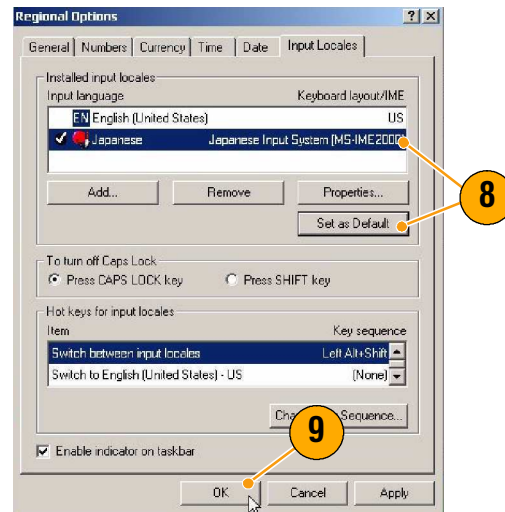 Regional Options
General Numbers Currency Time Date Input Locales
Installed input locales
Input language Keyboard layout/IME
EN English (United States) US
Japanese Japanese Input System (MS-IME2000)
8
Add... Remove Properties...
Set as Default
To turn off Caps Lock
Press CAPS LOCK key Press SHIFT key
Hot keys for input locales
Item Key sequence
Switch between input locales Left Alt+Shift
Switch to English (United States) - US (None)
Sequence...
9
Enable indicator on taskbar
OK Cancel Apply